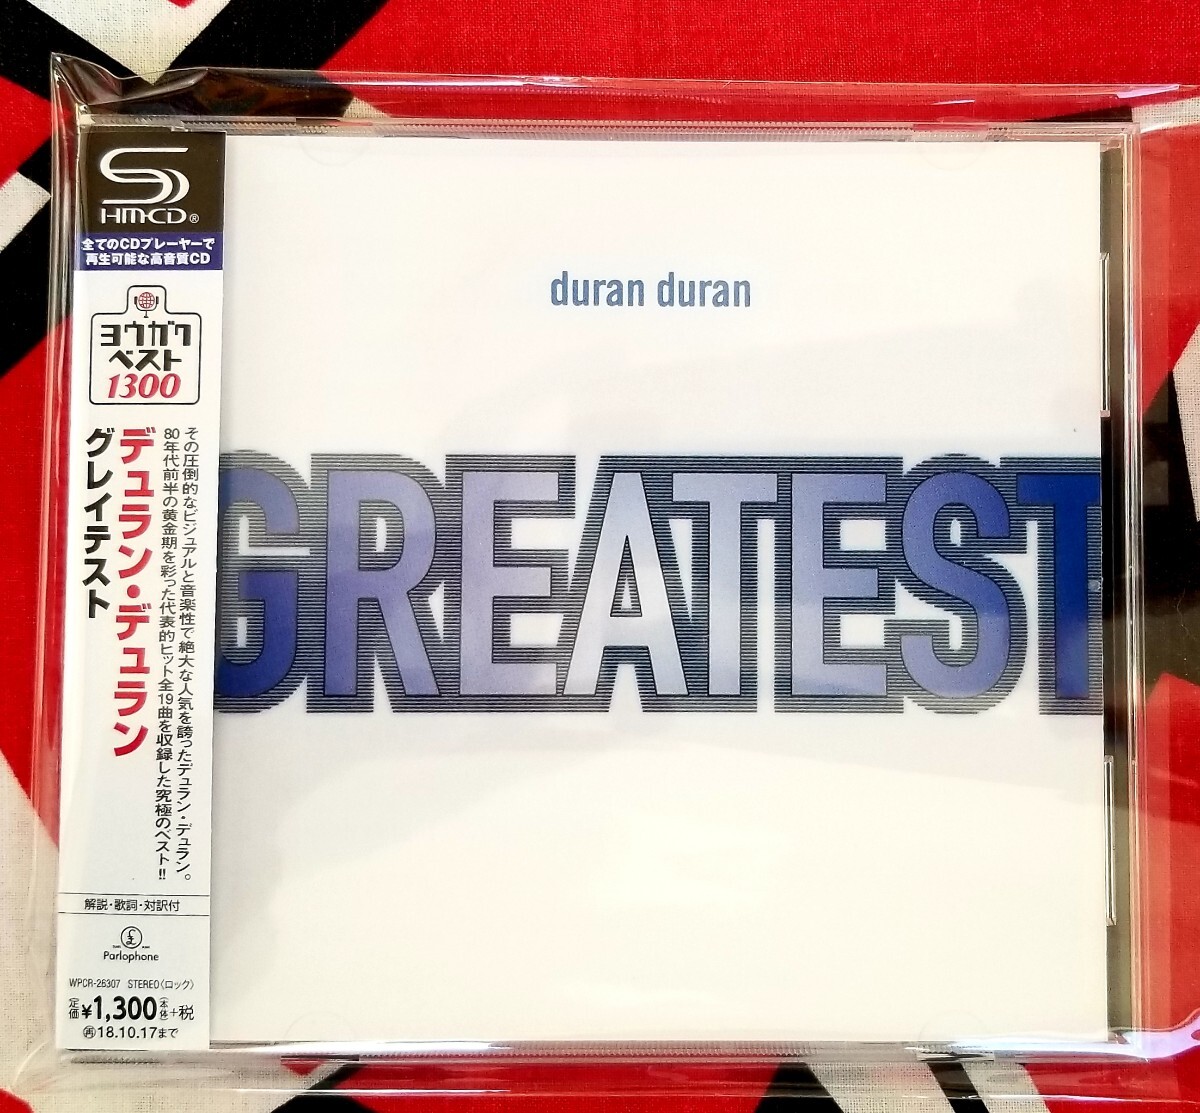 S
HM-CD®
全てのCDプレーヤーで
再生可能な高音質CD
ヨウガク
ベスト
1300
デュラン・デュラン
グレイテスト
その圧倒的なビジュアルと音楽性で絶大な人気を誇ったデュラン・デュラン。
80年代前半の黄金期を彩った代表的ヒット全19曲を収録した究極のベスト!!
解説・歌詞・対訳付
£
Parlophone
WPCR-26307 STEREO〈ロック〉
定価¥1,300(本体)+税
再18.10.17まで
duran duran
GREATEST